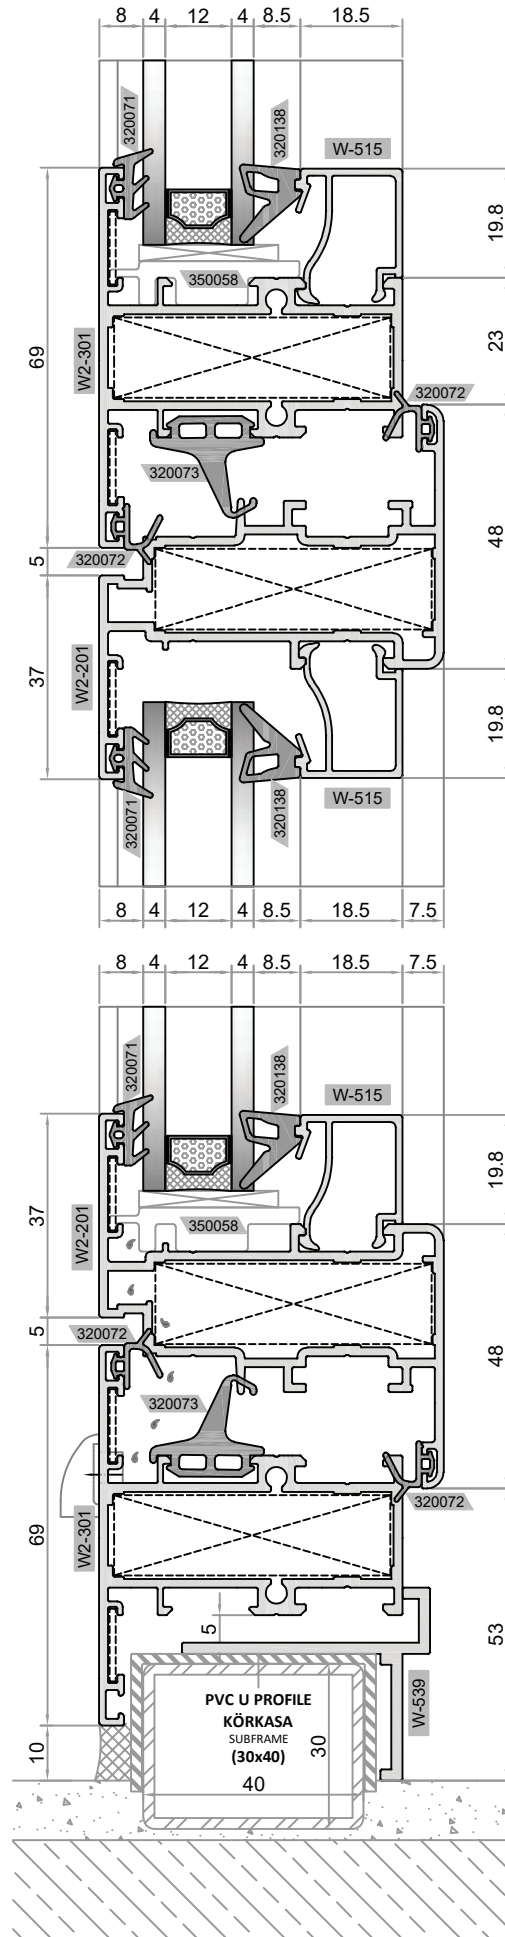 8 4 12 4 8.5 18.5
320071
320138
W-515
19.8
350058
69
W2-301
23
320072
320073
48
320072
5
37
W2-201
19.8
320071
320138
W-515
8 4 12 4 8.5 18.5 7.5
8 4 12 4 8.5 18.5 7.5
320071
320138
W-515
19.8
37
W2-201
350058
5
320072
48
320073
320072
W2-301
69
5
53
PVC U PROFILE
KÖRKASA
SUBFRAME
(30x40)
30
40
W-539
10